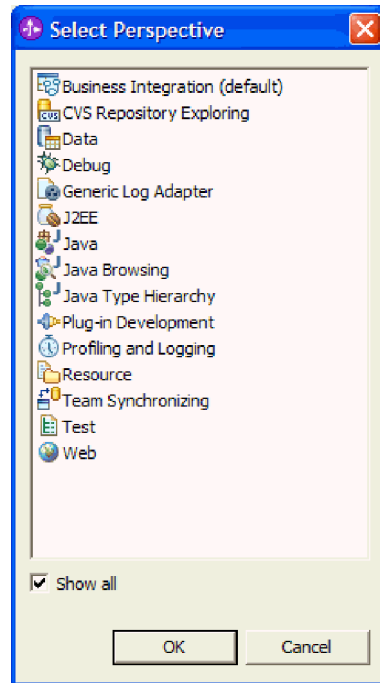 Select Perspective
Business Integration (default)
CVS CVS Repository Exploring
Data
Debug
Generic Log Adapter
J2EE
Java
Java Browsing
Java Type Hierarchy
Plug-in Development
Profiling and Logging
Resource
Team Synchronizing
Test
Web
Show all
OK Cancel